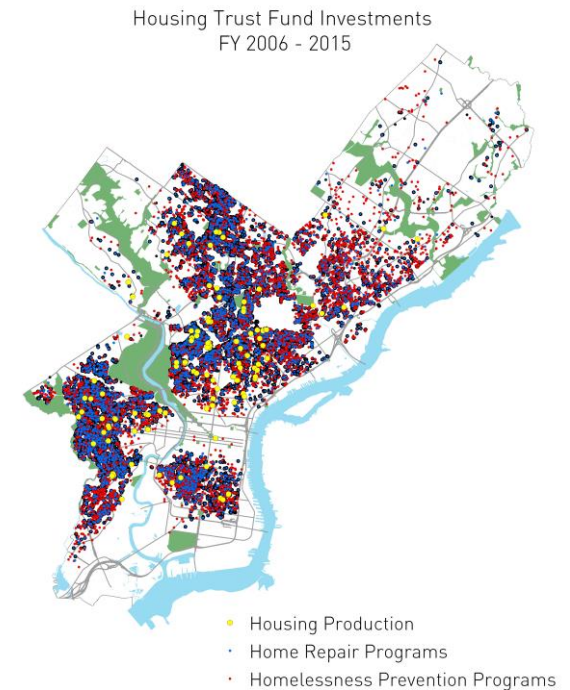 Housing Trust Fund Investments
FY 2006 - 2015
Housing Production
Home Repair Programs
Homelessness Prevention Programs